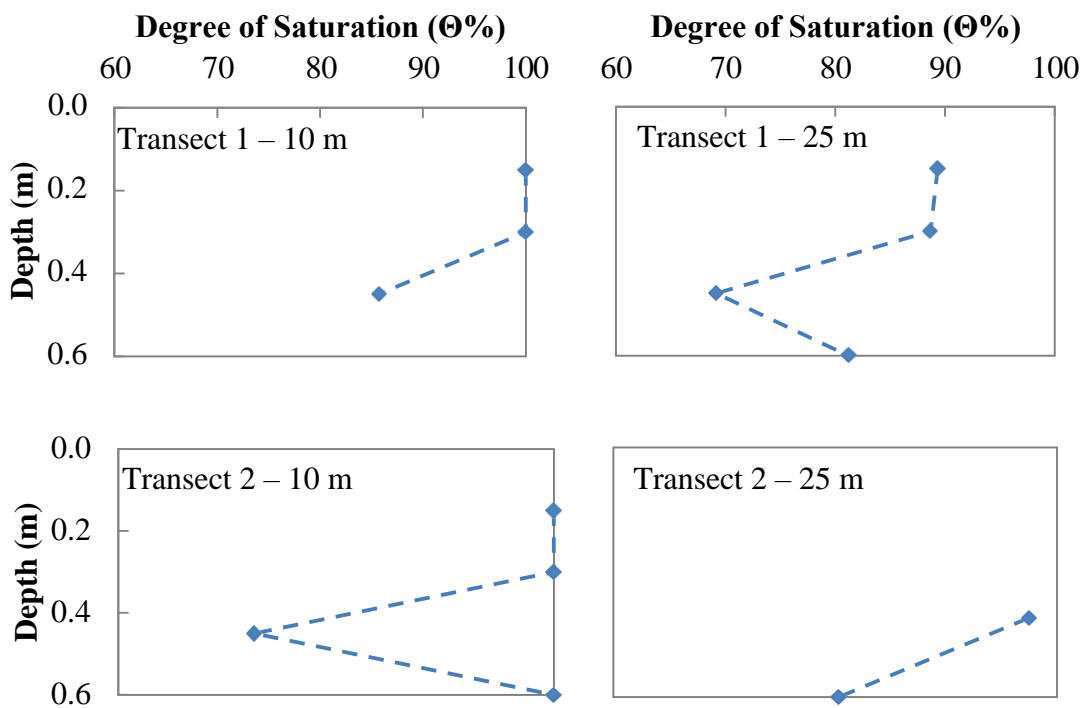 Degree of Saturation (Θ%) Degree of Saturation (Θ%)
60 70 80 90 100 60 70 80 90 100
0.0
Transect 1 – 10 m Transect 1 – 25 m
0.2
Depth (m)
0.4
0.6
0.0
Transect 2 – 10 m Transect 2 – 25 m
0.2
Depth (m)
0.4
0.6